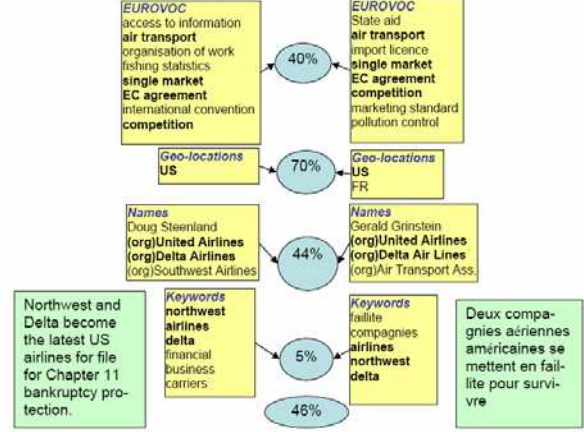 EUROVOC
access to information
air transport
organisation of work
fishing statistics
single market
EC agreement
international convention
competition
40%
EUROVOC
State aid
air transport
import licence
single market
EC agreement
competition
marketing standard
pollution control
Geo-locations
US
70%
Geo-locations
US
FR
Names
Doug Steenland
(org)United Airlines
(org)Delta Airlines
(org)Southwest Airlines
44%
Names
Gerald Grinstein
(org)United Airlines
(org)Delta Air Lines
(org)Air Transport Ass.
Northwest and
Delta become
the latest US
airlines for file
for Chapter 11
bankruptcy pro-
tection.
Keywords
northwest
airlines
delta
financial
business
carriers
5%
Keywords
faillite
compagnies
airlines
northwest
delta
Deux compa-
gnies aériennes
américaines se
mettent en fail-
lite pour survi-
vre
46%